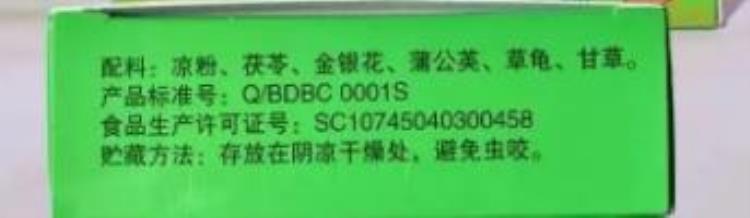 配料：凉粉、茯苓、金银花、蒲公英、草龟、甘草。
产品标准号：Q/BDBC 0001S
食品生产许可证号：SC10745040300458
贮藏方法：存放在阴凉干燥处，避免虫咬。